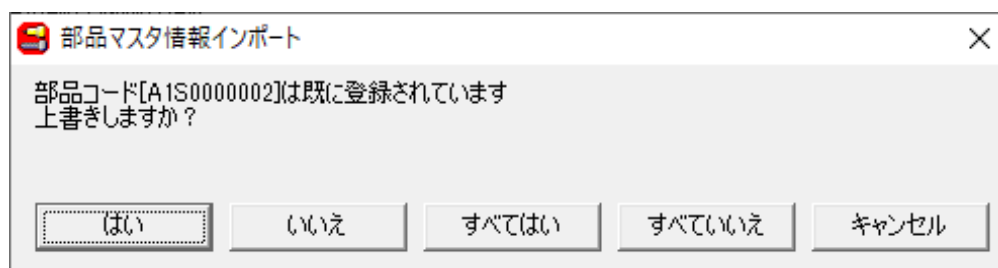 部品マスタ情報インポート
部品コード[A1S0000002]は既に登録されています
上書きしますか？
はい いいえ すべてはい すべていいえ キャンセル